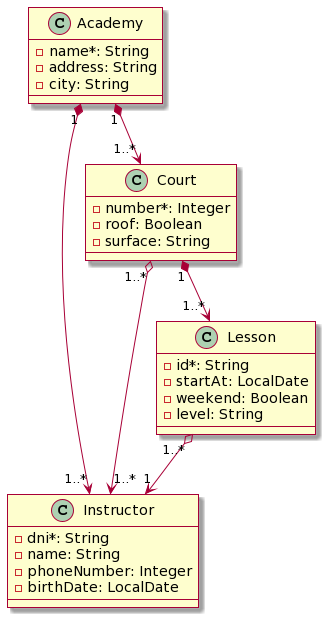 C Academy
name*: String
address: String
city: String
1 1
1..*
C Court
number*: Integer
roof: Boolean
surface: String
1..* 1
1..*
C Lesson
id*: String
startAt: LocalDate
weekend: Boolean
level: String
1..*
1..* 1..* 1
C Instructor
dni*: String
name: String
phoneNumber: Integer
birthDate: LocalDate